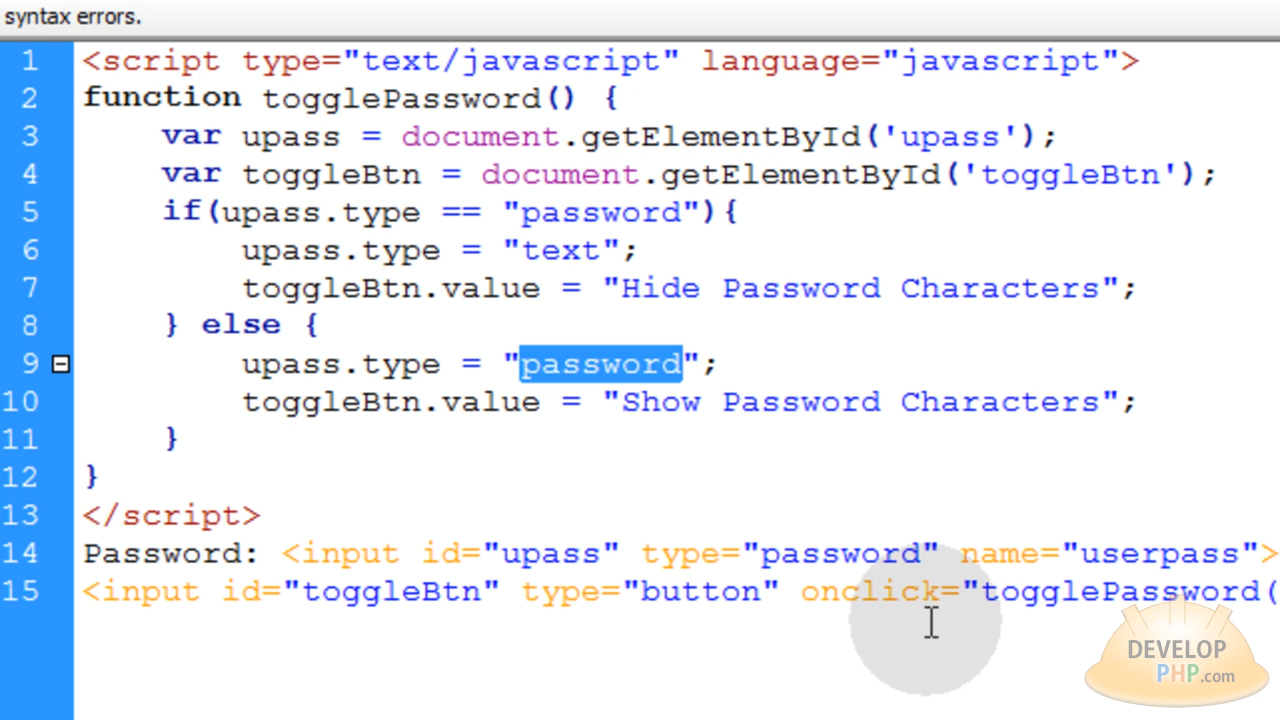 syntax errors.
1 <script type="text/javascript" language="javascript">
2 function togglePassword() {
3 var upass = document.getElementById('upass');
4 var toggleBtn = document.getElementById('toggleBtn');
5 if(upass.type == "password"){
6 upass.type = "text";
7 toggleBtn.value = "Hide Password Characters";
8 } else {
9 upass.type = "password";
10 toggleBtn.value = "Show Password Characters";
11 }
12 }
13 </script>
14 Password: <input id="upass" type="password" name="userpass">
15 <input id="toggleBtn" type="button" onclick="togglePassword(
DEVELOP
PHP.com